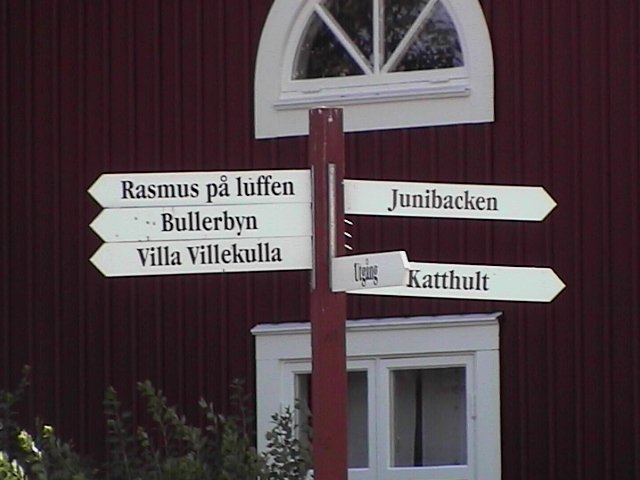 Rasmus på luffen
Bullerbyn
Villa Villekulla
Junibacken
Utgång
Katthult